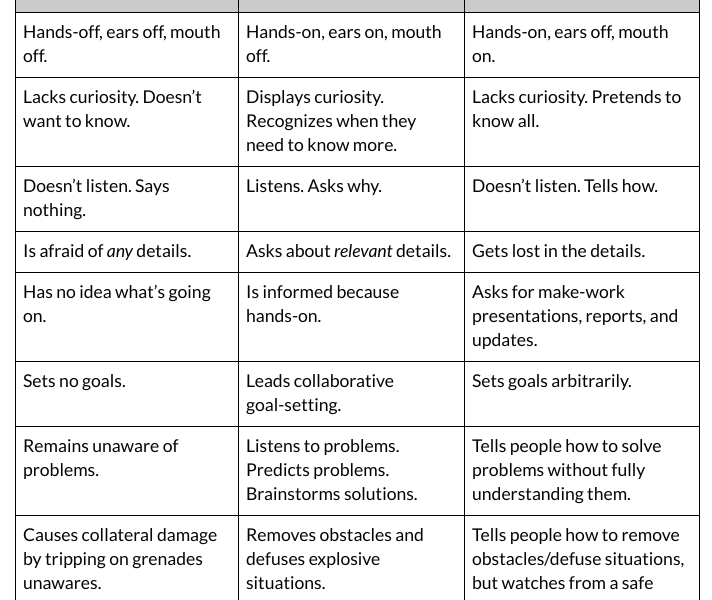 Hands-off, ears off, mouth
off.
Hands-on, ears on, mouth
off.
Hands-on, ears off, mouth
on.
Lacks curiosity. Doesn’t
want to know.
Displays curiosity.
Recognizes when they
need to know more.
Lacks curiosity. Pretends to
know all.
Doesn’t listen. Says
nothing.
Listens. Asks why.
Doesn’t listen. Tells how.
Is afraid of any details.
Asks about relevant details.
Gets lost in the details.
Has no idea what’s going
on.
Is informed because
hands-on.
Asks for make-work
presentations, reports, and
updates.
Sets no goals.
Leads collaborative
goal-setting.
Sets goals arbitrarily.
Remains unaware of
problems.
Listens to problems.
Predicts problems.
Brainstorms solutions.
Tells people how to solve
problems without fully
understanding them.
Causes collateral damage
by tripping on grenades
unawares.
Removes obstacles and
defuses explosive
situations.
Tells people how to remove
obstacles/defuse situations,
but watches from a safe